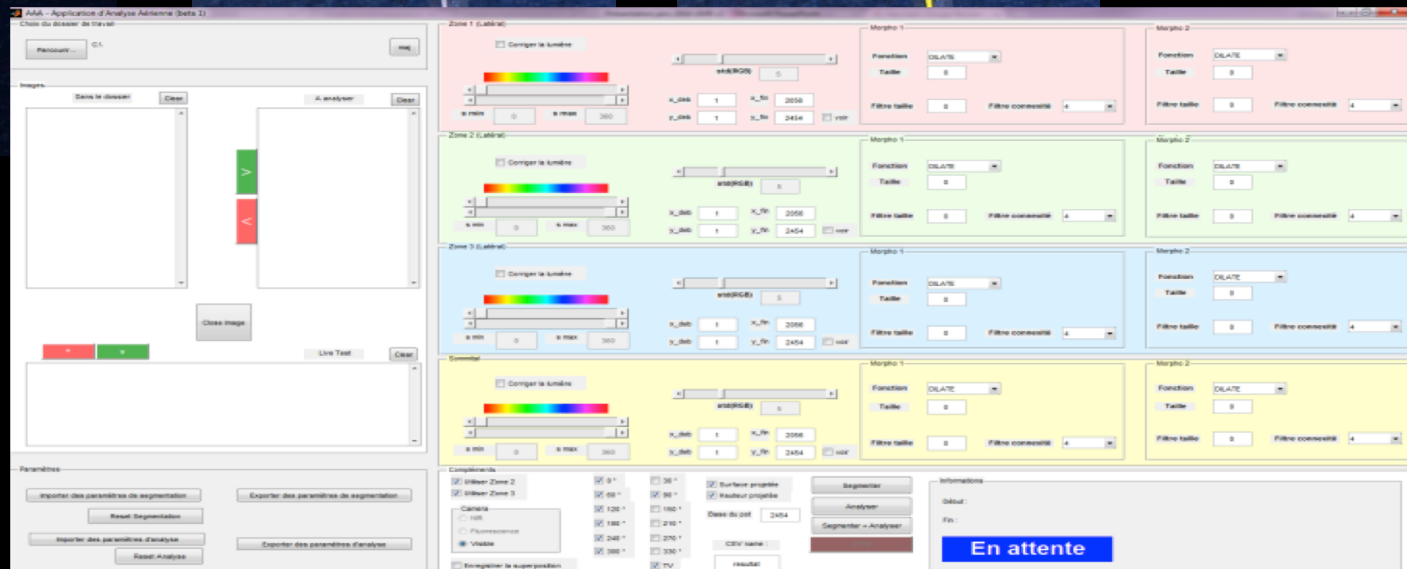 AAA - Application d'Analyse Aérienne (beta 1)
Choix du dossier de travail
Parcourir...
C:\
maj
Images
Dans le dossier
Clear
A analyser
Clear
>
<
Close image
Live Test
Clear
Paramètres
Importer des paramètres de segmentation
Exporter des paramètres de segmentation
Reset Segmentation
Importer des paramètres d'analyse
Exporter des paramètres d'analyse
Reset Analyse
Zone 1 (Latéral)
Corriger la lumière
std(RGB)
5
s min
0
s max
360
x_deb
1
x_fin
2056
y_deb
1
y_fin
2454
voir
Morpho 1
Fonction
DILATE
Taille
0
Filtre taille
0
Filtre connexité
4
Morpho 2
Fonction
DILATE
Taille
0
Filtre taille
0
Filtre connexité
4
Zone 2 (Latéral)
Corriger la lumière
std(RGB)
5
s min
0
s max
360
x_deb
1
x_fin
2056
y_deb
1
y_fin
2454
voir
Morpho 1
Fonction
DILATE
Taille
0
Filtre taille
0
Filtre connexité
4
Fonction
DILATE
Taille
0
Filtre taille
0
Filtre connexité
4
Zone 3 (Latéral)
Corriger la lumière
std(RGB)
5
s min
0
s max
360
x_deb
1
x_fin
2056
y_deb
1
y_fin
2454
voir
Morpho 1
Fonction
DILATE
Taille
0
Filtre taille
0
Filtre connexité
4
Morpho 2
Fonction
DILATE
Taille
0
Filtre taille
0
Filtre connexité
4
Sommital
Corriger la lumière
std(RGB)
5
s min
0
s max
360
x_deb
1
x_fin
2056
y_deb
1
y_fin
2454
voir
Morpho 1
Fonction
DILATE
Taille
0
Filtre taille
0
Filtre connexité
4
Morpho 2
Fonction
DILATE
Taille
0
Filtre taille
0
Filtre connexité
4
Compléments
Utiliser Zone 2
Utiliser Zone 3
Camera
NIR
Fluorescence
Visible
Enregistrer la superposition
0 °
30 °
60 °
90 °
120 °
150 °
180 °
210 °
240 °
270 °
300 °
330 °
TV
Surface projetée
Hauteur projetée
Base du pot
2454
CSV name :
resultat
Segmenter
Analyser
Segmenter + Analyser
Informations
Début :
Fin :
En attente